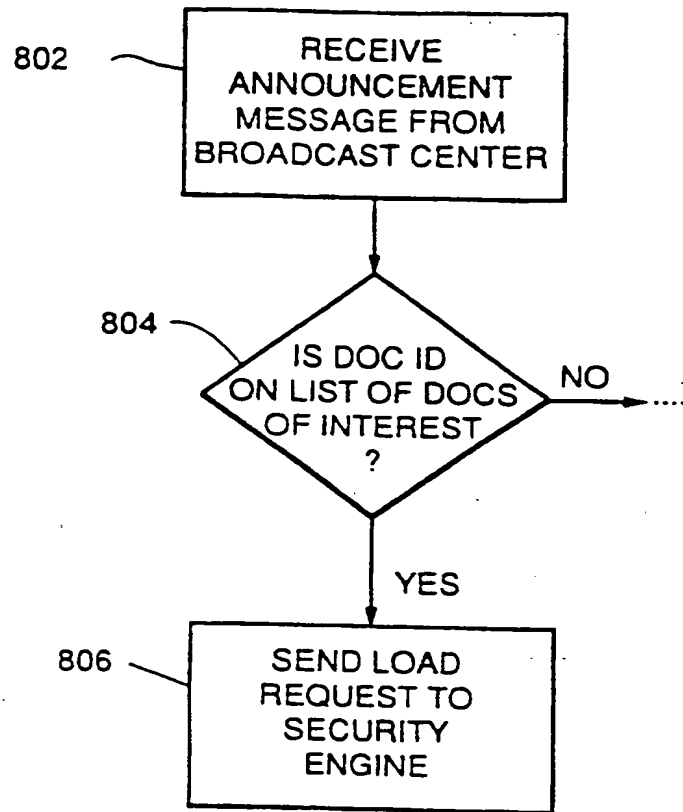 802
RECEIVE
ANNOUNCEMENT
MESSAGE FROM
BROADCAST CENTER
804
IS DOC ID
ON LIST OF DOCS
OF INTEREST
?
NO
....
YES
806
SEND LOAD
REQUEST TO
SECURITY
ENGINE